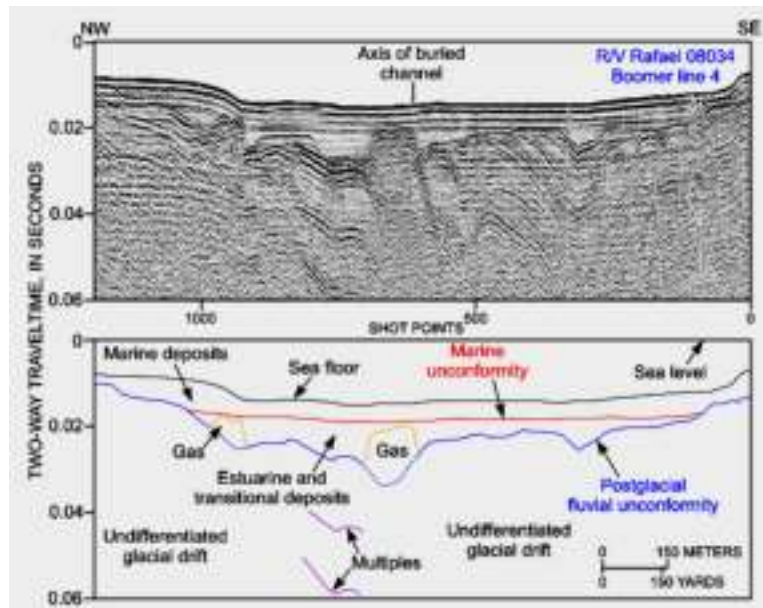 NW
SE
Axis of buried
channel
R/V Rafael 08034
Boomer line 4
0
0.02
0.04
0.06
1000
500
0
SHOT POINTS
TWO-WAY TRAVELTIME, IN SECONDS
0
0.02
0.04
0.06
Marine deposits
Sea floor
Marine
unconformity
Sea level
Gas
Gas
Estuarine and
transitional deposits
Postglacial
fluvial unconformity
Undifferentiated
glacial drift
Multiples
Undifferentiated
glacial drift
0
150 METERS
0
150 YARDS